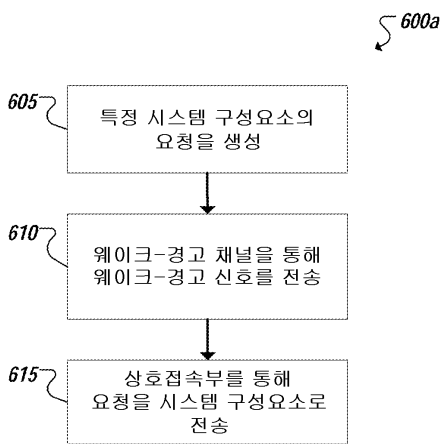 600a
605
특정 시스템 구성요소의
요청을 생성
610
웨이크-경고 채널을 통해
웨이크-경고 신호를 전송
615
상호접속부를 통해
요청을 시스템 구성요소로
전송